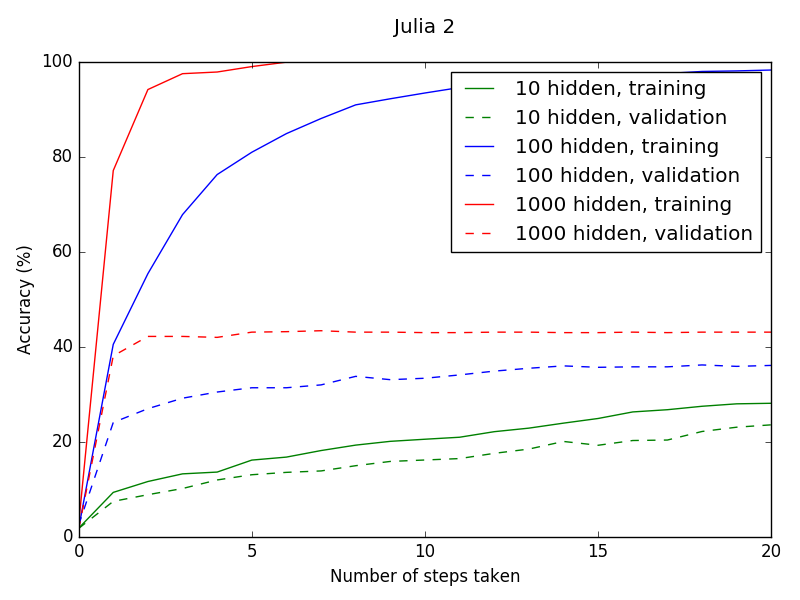 Julia 2
Accuracy (%)
100
80
60
40
20
0
10 hidden, training
10 hidden, validation
100 hidden, training
100 hidden, validation
1000 hidden, training
1000 hidden, validation
0 5 10 15 20
Number of steps taken